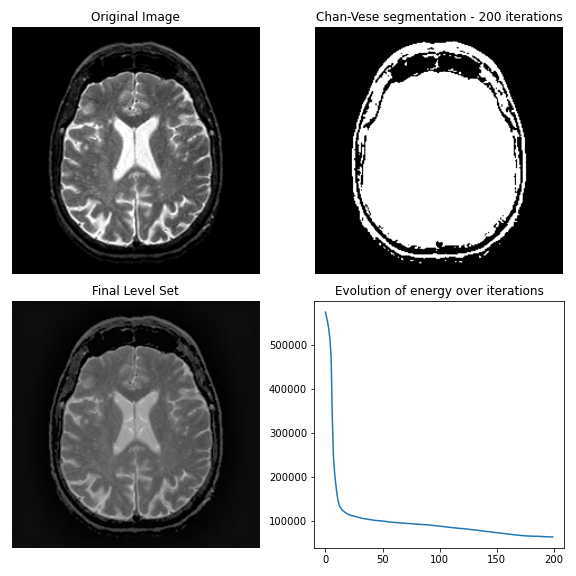 Original Image
Chan-Vese segmentation - 200 iterations
Final Level Set
Evolution of energy over iterations
500000
400000
300000
200000
100000
0 50 100 150 200